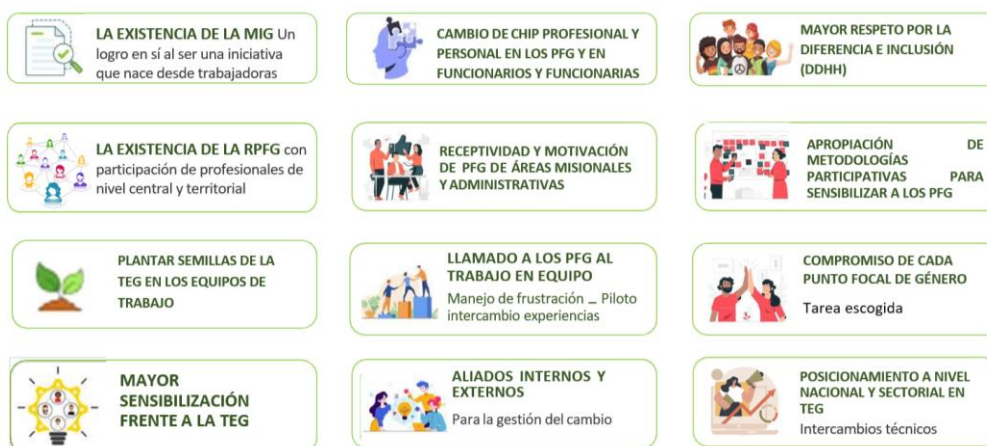 LA EXISTENCIA DE LA MIG Un
logro en sí al ser una iniciativa
que nace desde trabajadoras
CAMBIO DE CHIP PROFESIONAL Y
PERSONAL EN LOS PFG Y EN
FUNCIONARIOS Y FUNCIONARIAS
MAYOR RESPETO POR LA
DIFERENCIA E INCLUSIÓN
(DDHH)
LA EXISTENCIA DE LA RPFG con
participación de profesionales de
nivel central y territorial
RECEPTIVIDAD Y MOTIVACIÓN
DE PFG DE ÁREAS MISIONALES
Y ADMINISTRATIVAS
APROPIACIÓN DE
METODOLOGÍAS
PARTICIPATIVAS PARA
SENSIBILIZAR A LOS PFG
PLANTAR SEMILLAS DE LA
TEG EN LOS EQUIPOS DE
TRABAJO
LLAMADO A LOS PFG AL
TRABAJO EN EQUIPO
Manejo de frustración _ Piloto
intercambio experiencias
COMPROMISO DE CADA
PUNTO FOCAL DE GÉNERO
Tarea escogida
MAYOR
SENSIBILIZACIÓN
FRENTE A LA TEG
ALIADOS INTERNOS Y
EXTERNOS
Para la gestión del cambio
POSICIONAMIENTO A NIVEL
NACIONAL Y SECTORIAL EN
TEG
Intercambios técnicos